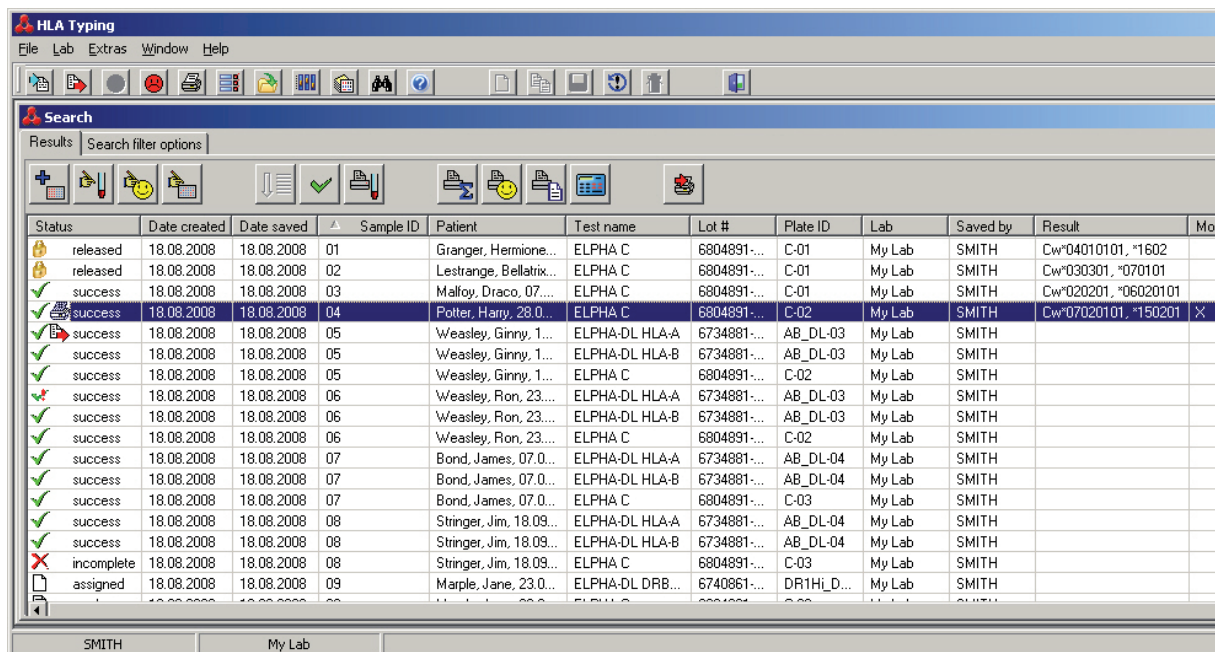 HLA Typing
File Lab Extras Window Help
Search
Results Search filter options
Status Date created Date saved Sample ID Patient Test name Lot # Plate ID Lab Saved by Result Mo
released 18.08.2008 18.08.2008 01 Granger, Hermione... ELPHA C 6804891-... C-01 My Lab SMITH Cw*04010101, *1602
released 18.08.2008 18.08.2008 02 Lestrange, Bellatrix... ELPHA C 6804891-... C-01 My Lab SMITH Cw*030301, *070101
success 18.08.2008 18.08.2008 03 Malfoy, Draco, 07.... ELPHA C 6804891-... C-01 My Lab SMITH Cw*020201, *06020101
success 18.08.2008 18.08.2008 04 Potter, Harry, 28.0... ELPHA C 6804891-... C-02 My Lab SMITH Cw*07020101, *150201 X
success 18.08.2008 18.08.2008 05 Weasley, Ginny, 1... ELPHA-DL HLA-A 6734881-... AB_DL-03 My Lab SMITH
success 18.08.2008 18.08.2008 05 Weasley, Ginny, 1... ELPHA-DL HLA-B 6734881-... AB_DL-03 My Lab SMITH
success 18.08.2008 18.08.2008 05 Weasley, Ginny, 1... ELPHA C 6804891-... C-02 My Lab SMITH
success 18.08.2008 18.08.2008 06 Weasley, Ron, 23.... ELPHA-DL HLA-A 6734881-... AB_DL-03 My Lab SMITH
success 18.08.2008 18.08.2008 06 Weasley, Ron, 23.... ELPHA-DL HLA-B 6734881-... AB_DL-03 My Lab SMITH
success 18.08.2008 18.08.2008 06 Weasley, Ron, 23.... ELPHA C 6804891-... C-02 My Lab SMITH
success 18.08.2008 18.08.2008 07 Bond, James, 07.0... ELPHA-DL HLA-A 6734881-... AB_DL-04 My Lab SMITH
success 18.08.2008 18.08.2008 07 Bond, James, 07.0... ELPHA-DL HLA-B 6734881-... AB_DL-04 My Lab SMITH
success 18.08.2008 18.08.2008 07 Bond, James, 07.0... ELPHA C 6804891-... C-03 My Lab SMITH
success 18.08.2008 18.08.2008 08 Stringer, Jim, 18.09... ELPHA-DL HLA-A 6734881-... AB_DL-04 My Lab SMITH
success 18.08.2008 18.08.2008 08 Stringer, Jim, 18.09... ELPHA-DL HLA-B 6734881-... AB_DL-04 My Lab SMITH
incomplete 18.08.2008 18.08.2008 08 Stringer, Jim, 18.09... ELPHA C 6804891-... C-03 My Lab SMITH
assigned 18.08.2008 18.08.2008 09 Marple, Jane, 23.0... ELPHA-DL DRB... 6740861-... DR1Hi_D... My Lab SMITH
SMITH My Lab